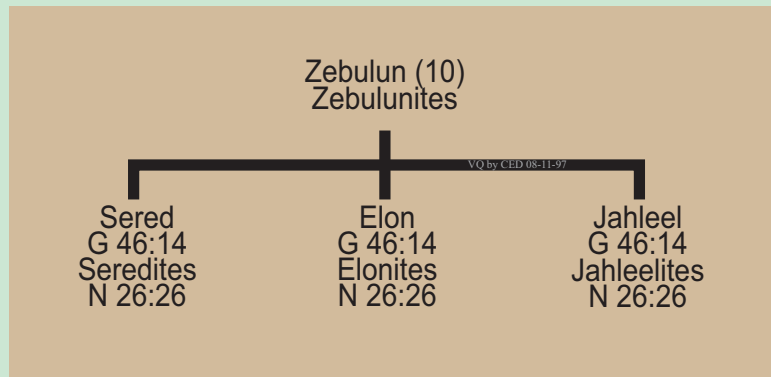 Zebulun (10)
Zebulunites
VQ by CED 08-11-97
Sered
G 46:14
Seredites
N 26:26
Elon
G 46:14
Elonites
N 26:26
Jahleel
G 46:14
Jahleelites
N 26:26